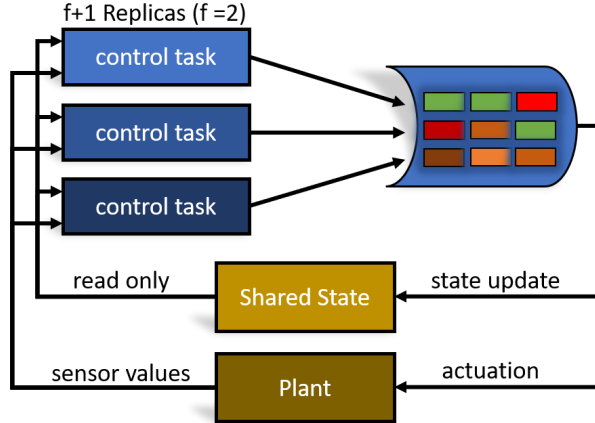 f+1 Replicas (f =2)
control task
control task
control task
read only
Shared State
state update
sensor values
Plant
actuation